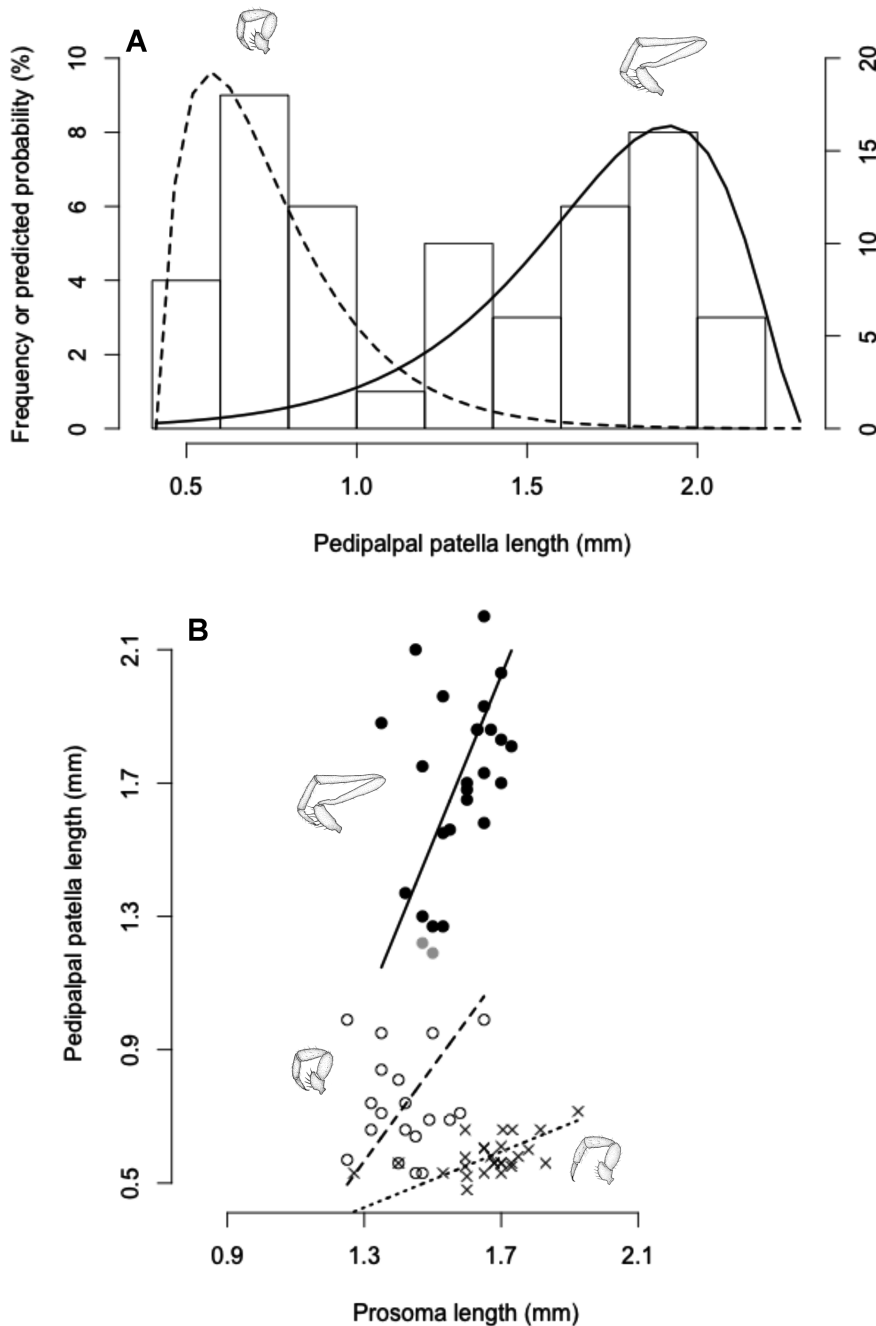 A
Frequency or predicted probability (%)
10
8
6
4
2
0
20
15
10
5
0
0.5 1.0 1.5 2.0
Pedipalpal patella length (mm)
B
Pedipalpal patella length (mm)
2.1
1.7
1.3
0.9
0.5
0.9 1.3 1.7 2.1
Prosoma length (mm)